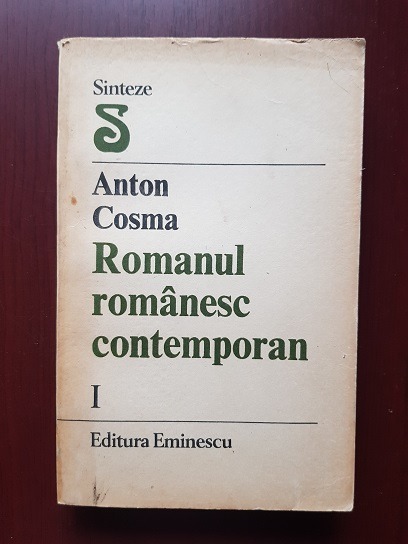 Sinteze
S
Anton
Cosma
Romanul
românesc
contemporan
I
Editura Eminescu